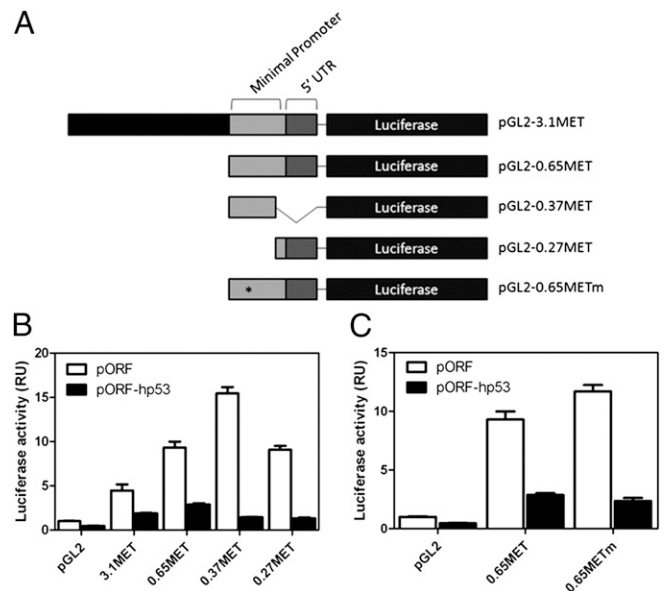 A
Minimal Promoter
5' UTR
Luciferase
pGL2-3.1MET
Luciferase
pGL2-0.65MET
Luciferase
pGL2-0.37MET
Luciferase
pGL2-0.27MET
*
Luciferase
pGL2-0.65METm
B
Luciferase activity (RU)
20
15
10
5
0
pORF
pORF-hp53
pGL2
3.1MET
0.65MET
0.37MET
0.27MET
C
Luciferase activity (RU)
15
10
5
0
pORF
pORF-hp53
pGL2
0.65MET
0.65METm